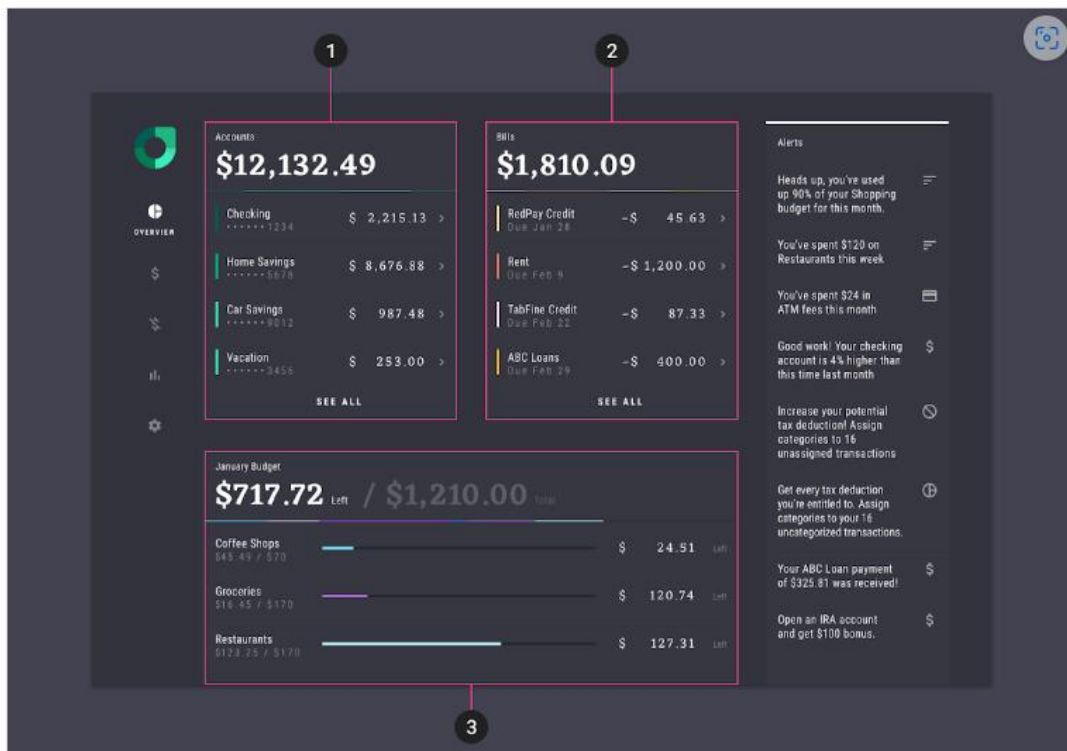 1
2
OVERVIEW
Accounts
$12,132.49
Checking $ 2,215.13
······1234
Home Savings $ 8,676.88
······5678
Car Savings $ 987.48
······9012
Vacation $ 253.00
······3456
SEE ALL
Bills
$1,810.09
RedPay Credit -$ 45.63
Due Jan 28
Rent -$ 1,200.00
Due Feb 9
TabFine Credit -$ 87.33
Due Feb 22
ABC Loans -$ 400.00
Due Feb 29
SEE ALL
January Budget
$717.72 Left / $1,210.00 Total
Coffee Shops $ 24.51 Left
$45.49 / $70
Groceries $ 120.74 Left
$16.45 / $170
Restaurants $ 127.31 Left
$123.25 / $170
Alerts
Heads up, you've used
up 90% of your Shopping
budget for this month.
You've spent $120 on
Restaurants this week
You've spent $24 in
ATM fees this month
Good work! Your checking
account is 4% higher than
this time last month
Increase your potential
tax deduction! Assign
categories to 16
unassigned transactions
Get every tax deduction
you're entitled to. Assign
categories to your 16
uncategorized transactions.
Your ABC Loan payment
of $325.81 was received!
Open an IRA account
and get $100 bonus.
3